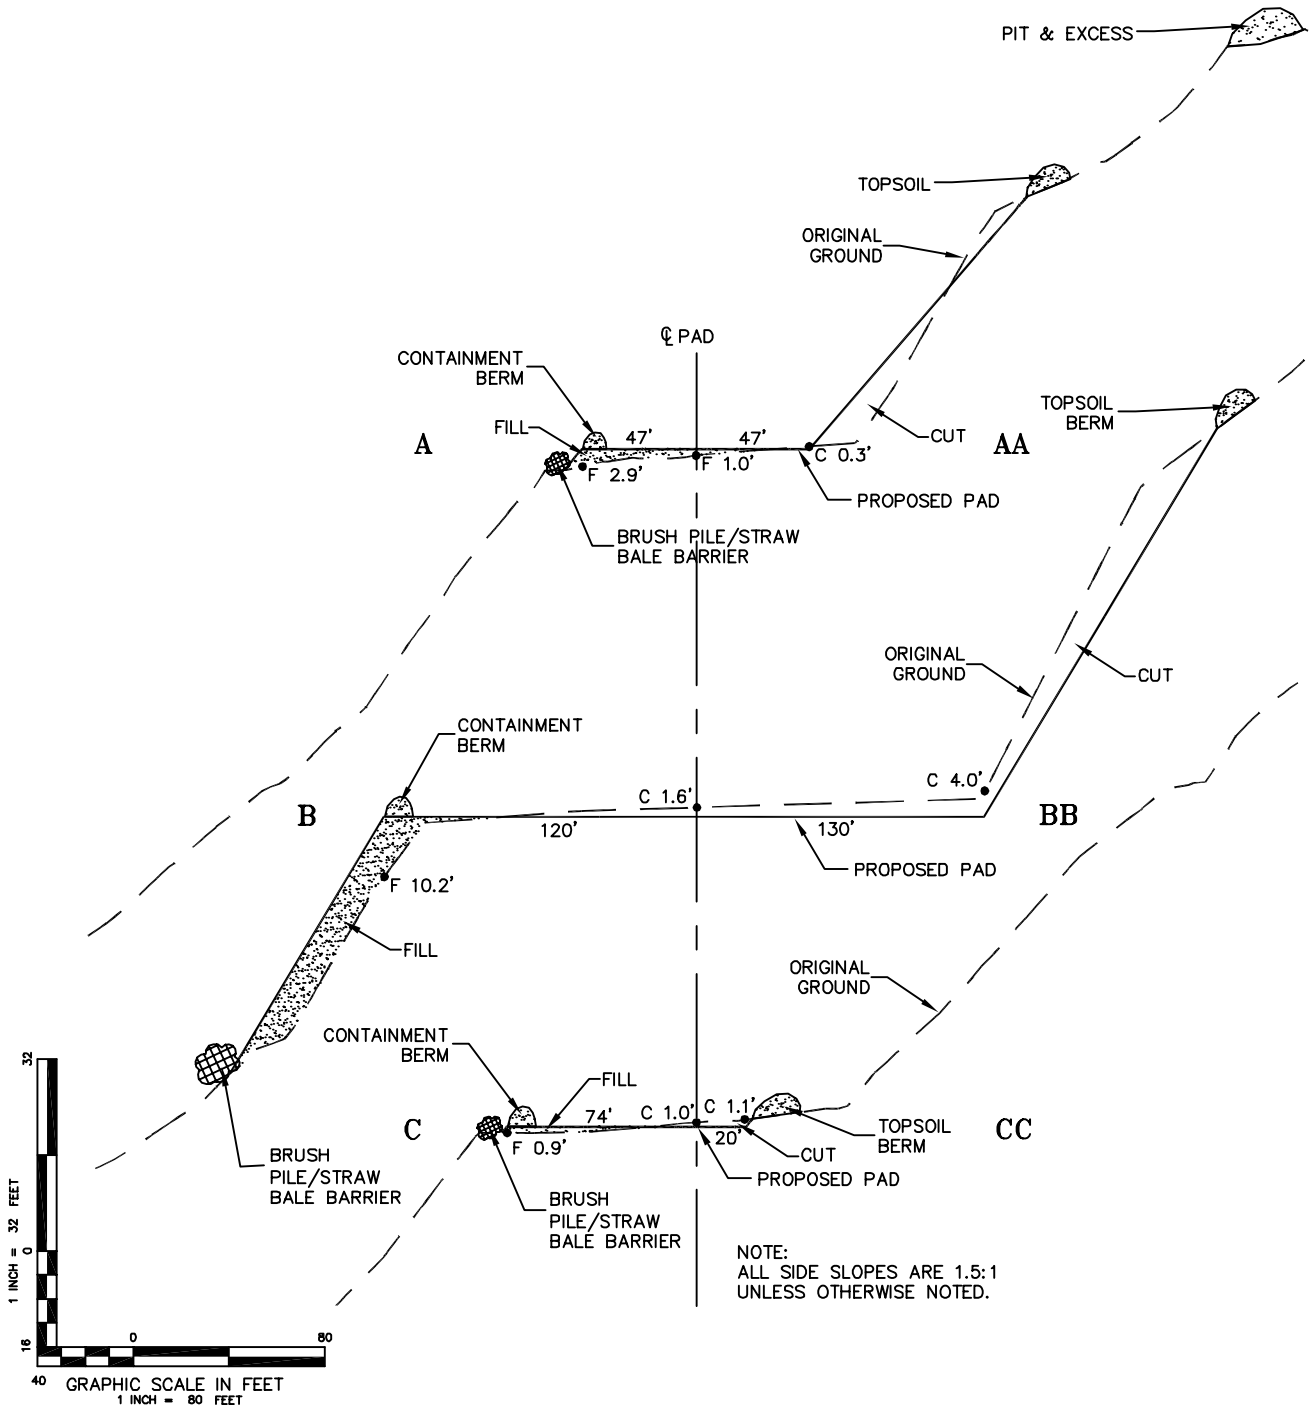 PIT & EXCESS
TOPSOIL
ORIGINAL
GROUND
℄ PAD
CONTAINMENT
BERM
TOPSOIL
BERM
FILL
47'
47'
CUT
A
AA
C 0.3'
F 2.9'
F 1.0'
PROPOSED PAD
BRUSH PILE/STRAW
BALE BARRIER
ORIGINAL
GROUND
CUT
CONTAINMENT
BERM
C 4.0'
C 1.6'
B
BB
120'
130'
PROPOSED PAD
F 10.2'
FILL
ORIGINAL
GROUND
CONTAINMENT
BERM
FILL
74'
C 1.0'
C 1.1'
C
CC
TOPSOIL
BERM
F 0.9'
20'
CUT
PROPOSED PAD
BRUSH
PILE/STRAW
BALE BARRIER
BRUSH
PILE/STRAW
BALE BARRIER
NOTE:
ALL SIDE SLOPES ARE 1.5:1
UNLESS OTHERWISE NOTED.
32
0
16
1 INCH = 32 FEET
0
80
40
GRAPHIC SCALE IN FEET
1 INCH = 80 FEET